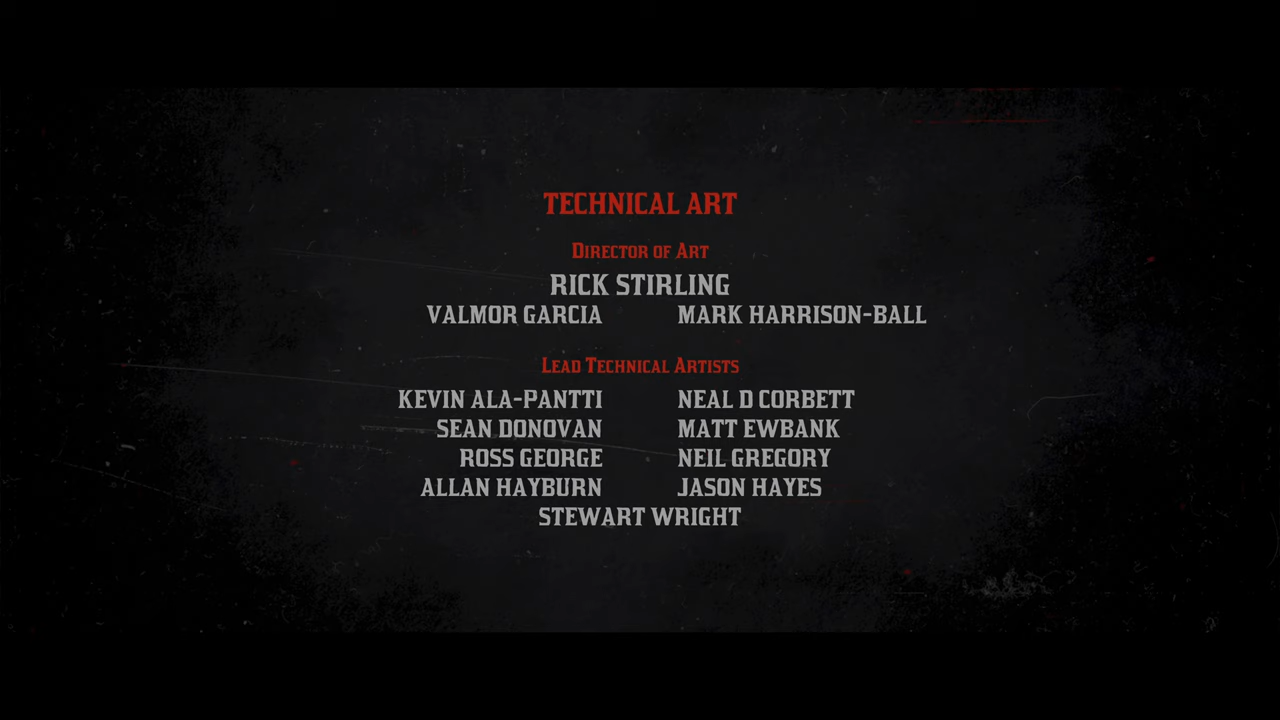 TECHNICAL ART
DIRECTOR OF ART
RICK STIRLING
VALMOR GARCIA MARK HARRISON-BALL
LEAD TECHNICAL ARTISTS
KEVIN ALA-PANTTI NEAL D CORBETT
SEAN DONOVAN MATT EWBANK
ROSS GEORGE NEIL GREGORY
ALLAN HAYBURN JASON HAYES
STEWART WRIGHT